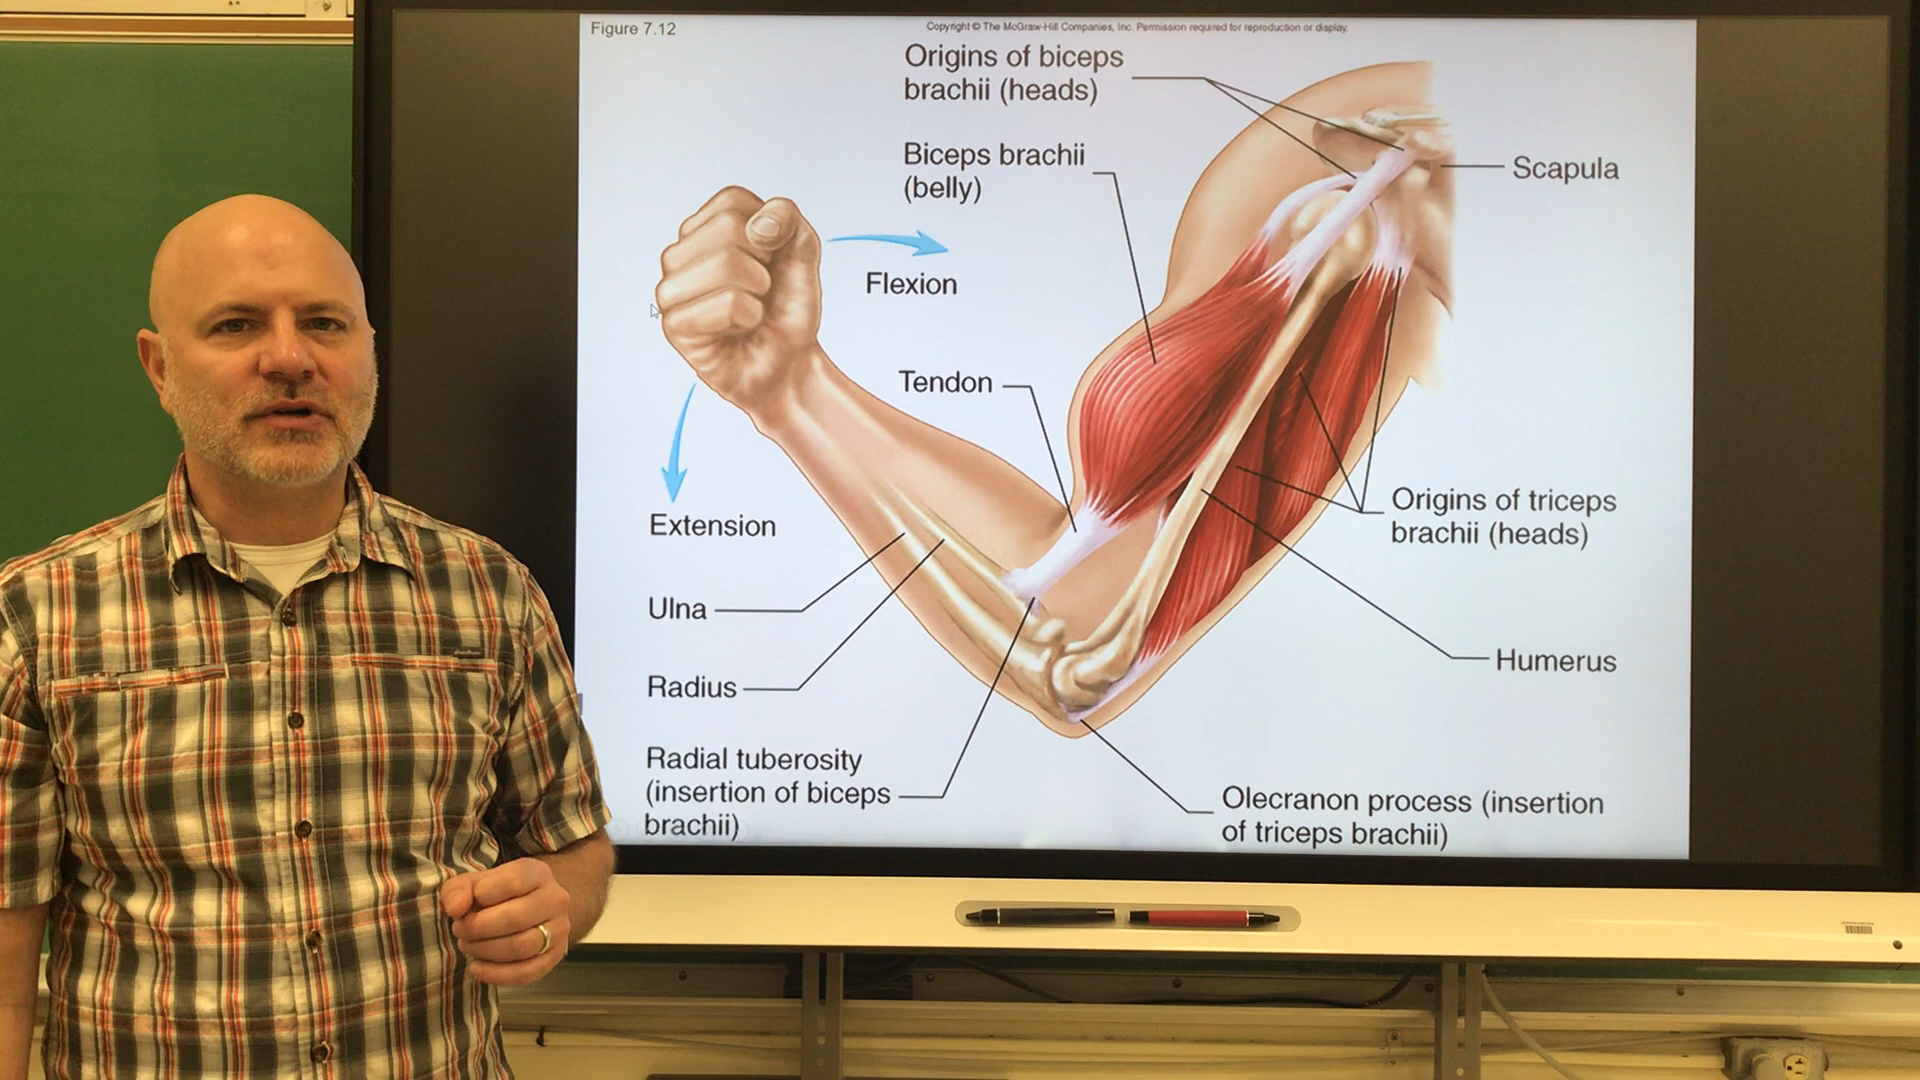 Figure 7.12
Copyright © The McGraw-Hill Companies, Inc. Permission required for reproduction or display.
Origins of biceps
brachii (heads)
Biceps brachii
(belly)
Scapula
Flexion
Tendon
Origins of triceps
brachii (heads)
Extension
Ulna
Humerus
Radius
Radial tuberosity
(insertion of biceps
brachii)
Olecranon process (insertion
of triceps brachii)